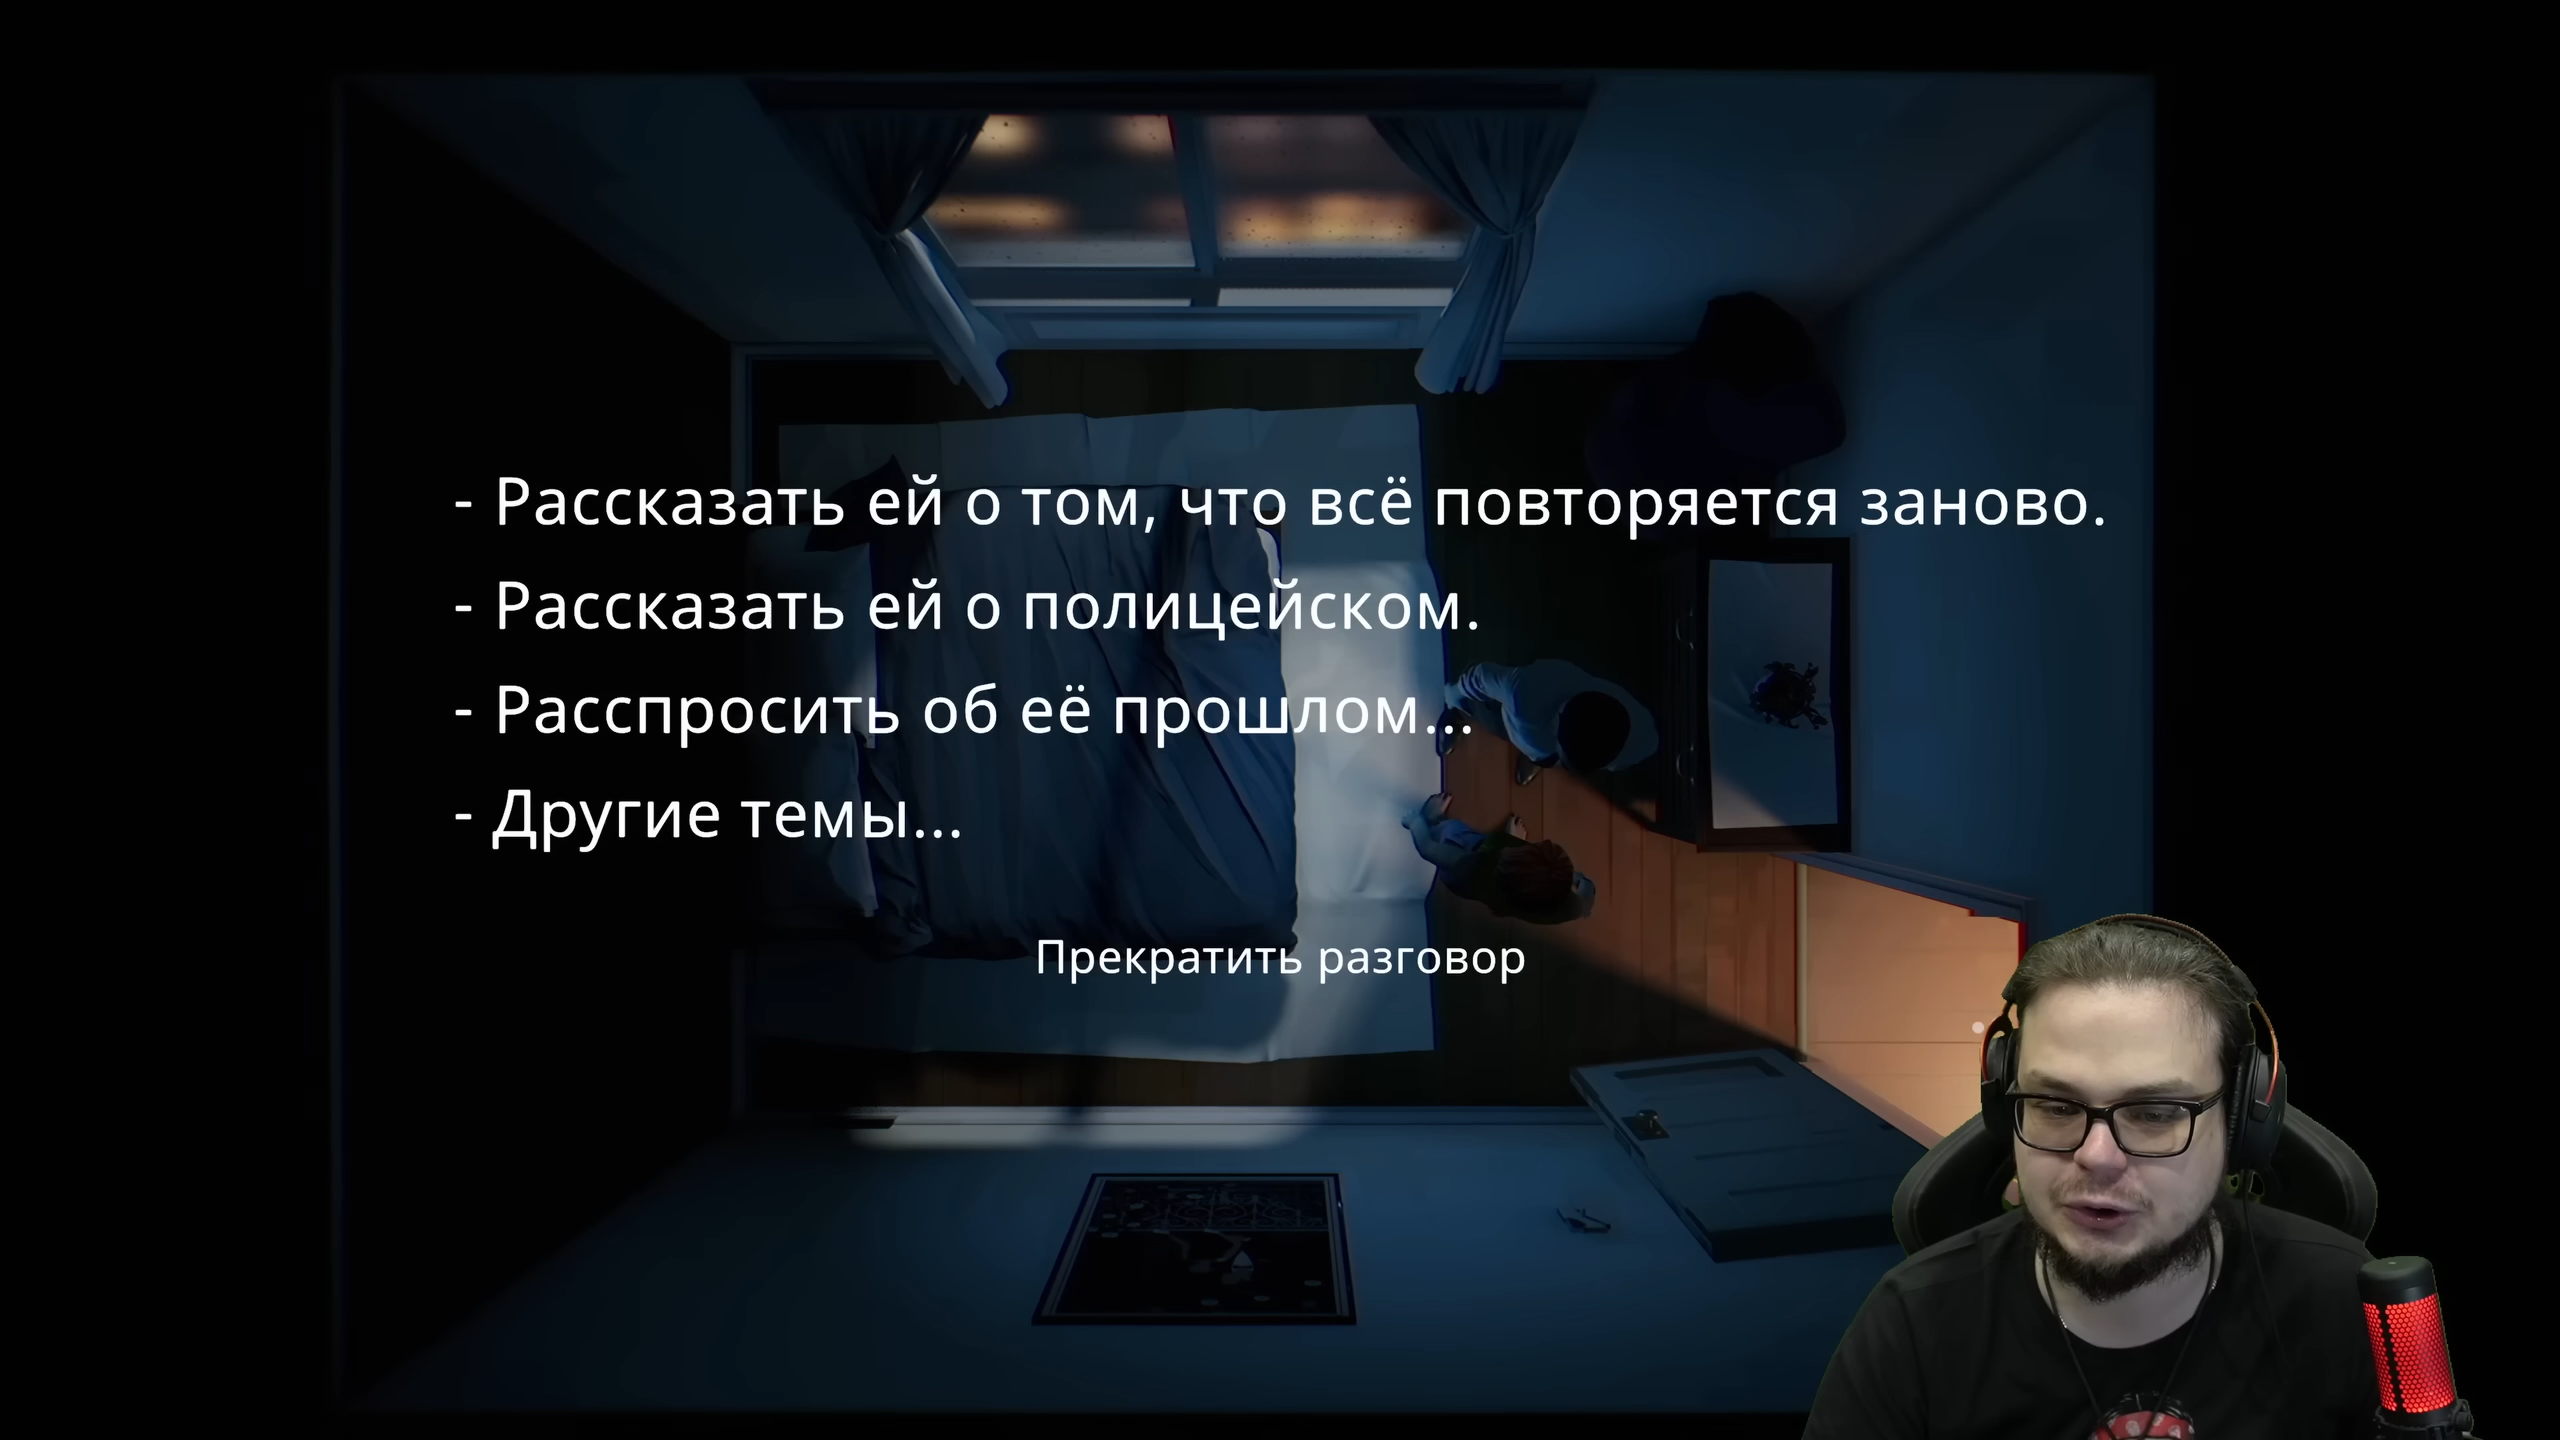 - Рассказать ей о том, что всё повторяется заново.
- Рассказать ей о полицейском.
- Расспросить об её прошлом...
- Другие темы...
Прекратить разговор